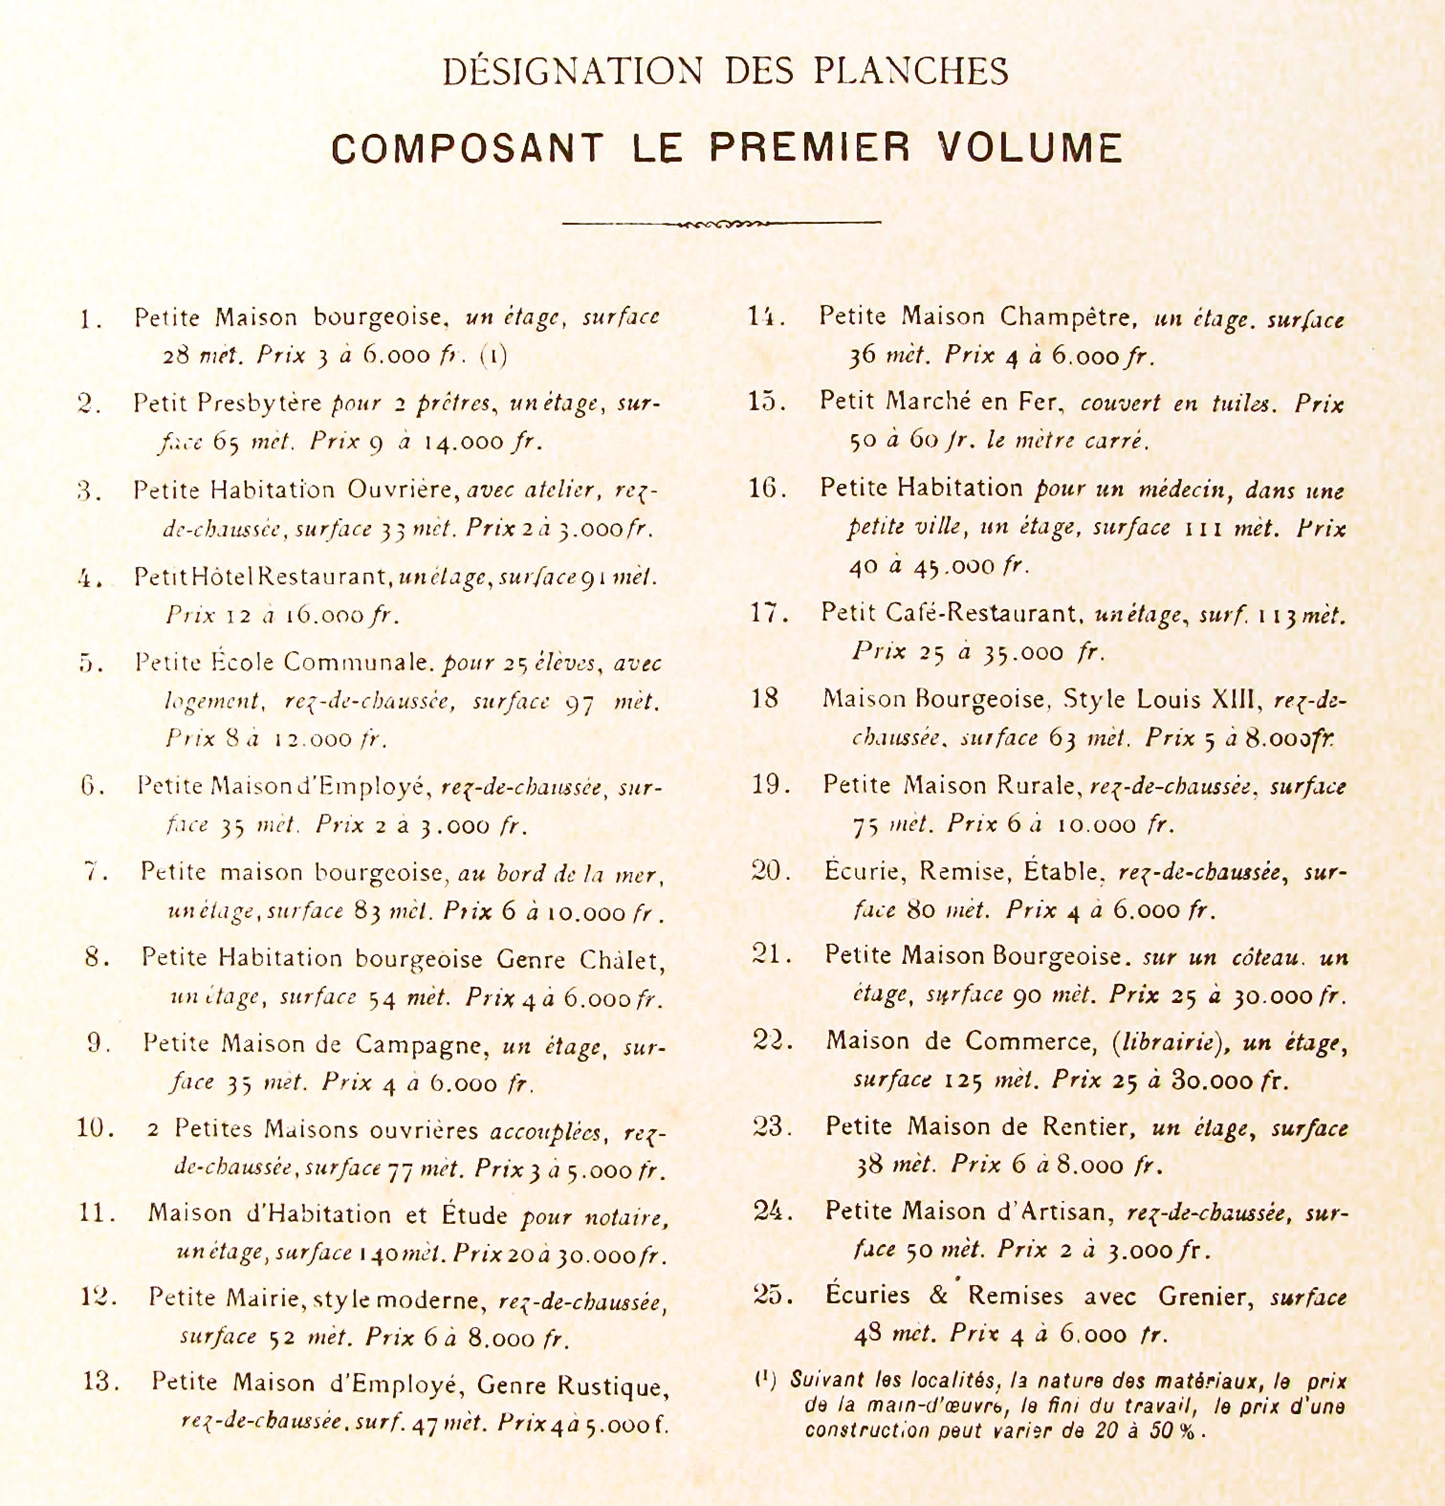 DÉSIGNATION DES PLANCHES
COMPOSANT LE PREMIER VOLUME
1. Petite Maison bourgeoise, un étage, surface
28 mèt. Prix 3 à 6.000 fr. (1)
2. Petit Presbytère pour 2 prêtres, un étage, sur-
face 65 mèt. Prix 9 à 14.000 fr.
3. Petite Habitation Ouvrière, avec atelier, rez-
de-chaussée, surface 33 mèt. Prix 2 à 3.000 fr.
4. Petit Hôtel Restaurant, un étage, surface 91 mèt.
Prix 12 à 16.000 fr.
5. Petite École Communale, pour 25 élèves, avec
logement, rez-de-chaussée, surface 97 mèt.
Prix 8 à 12.000 fr.
6. Petite Maison d'Employé, rez-de-chaussée, sur-
face 35 mèt. Prix 2 à 3.000 fr.
7. Petite maison bourgeoise, au bord de la mer,
un étage, surface 83 mèt. Prix 6 à 10.000 fr.
8. Petite Habitation bourgeoise Genre Châlet,
un étage, surface 54 mèt. Prix 4 à 6.000 fr.
9. Petite Maison de Campagne, un étage, sur-
face 35 mèt. Prix 4 à 6.000 fr.
10. 2 Petites Maisons ouvrières accouplées, rez-
de-chaussée, surface 77 mèt. Prix 3 à 5.000 fr.
11. Maison d'Habitation et Étude pour notaire,
un étage, surface 140 mèt. Prix 20 à 30.000 fr.
12. Petite Mairie, style moderne, rez-de-chaussée,
surface 52 mèt. Prix 6 à 8.000 fr.
13. Petite Maison d'Employé, Genre Rustique,
rez-de-chaussée, surf. 47 mèt. Prix 4 à 5.000 f.
14. Petite Maison Champêtre, un étage, surface
36 mèt. Prix 4 à 6.000 fr.
15. Petit Marché en Fer, couvert en tuiles. Prix
50 à 60 fr. le mètre carré.
16. Petite Habitation pour un médecin, dans une
petite ville, un étage, surface 111 mèt. Prix
40 à 45.000 fr.
17. Petit Café-Restaurant, un étage, surf. 113 mèt.
Prix 25 à 35.000 fr.
18 Maison Bourgeoise, Style Louis XIII, rez-de-
chaussée, surface 63 mèt. Prix 5 à 8.000 fr.
19. Petite Maison Rurale, rez-de-chaussée, surface
75 mèt. Prix 6 à 10.000 fr.
20. Écurie, Remise, Étable, rez-de-chaussée, sur-
face 80 mèt. Prix 4 à 6.000 fr.
21. Petite Maison Bourgeoise, sur un côteau, un
étage, surface 90 mèt. Prix 25 à 30.000 fr.
22. Maison de Commerce, (librairie), un étage,
surface 125 mèt. Prix 25 à 30.000 fr.
23. Petite Maison de Rentier, un étage, surface
38 mèt. Prix 6 à 8.000 fr.
24. Petite Maison d'Artisan, rez-de-chaussée, sur-
face 50 mèt. Prix 2 à 3.000 fr.
25. Écuries & Remises avec Grenier, surface
48 mèt. Prix 4 à 6.000 fr.
(1) Suivant les localités, la nature des matériaux, le prix
de la main-d'œuvre, le fini du travail, le prix d'une
construction peut varier de 20 à 50 %.